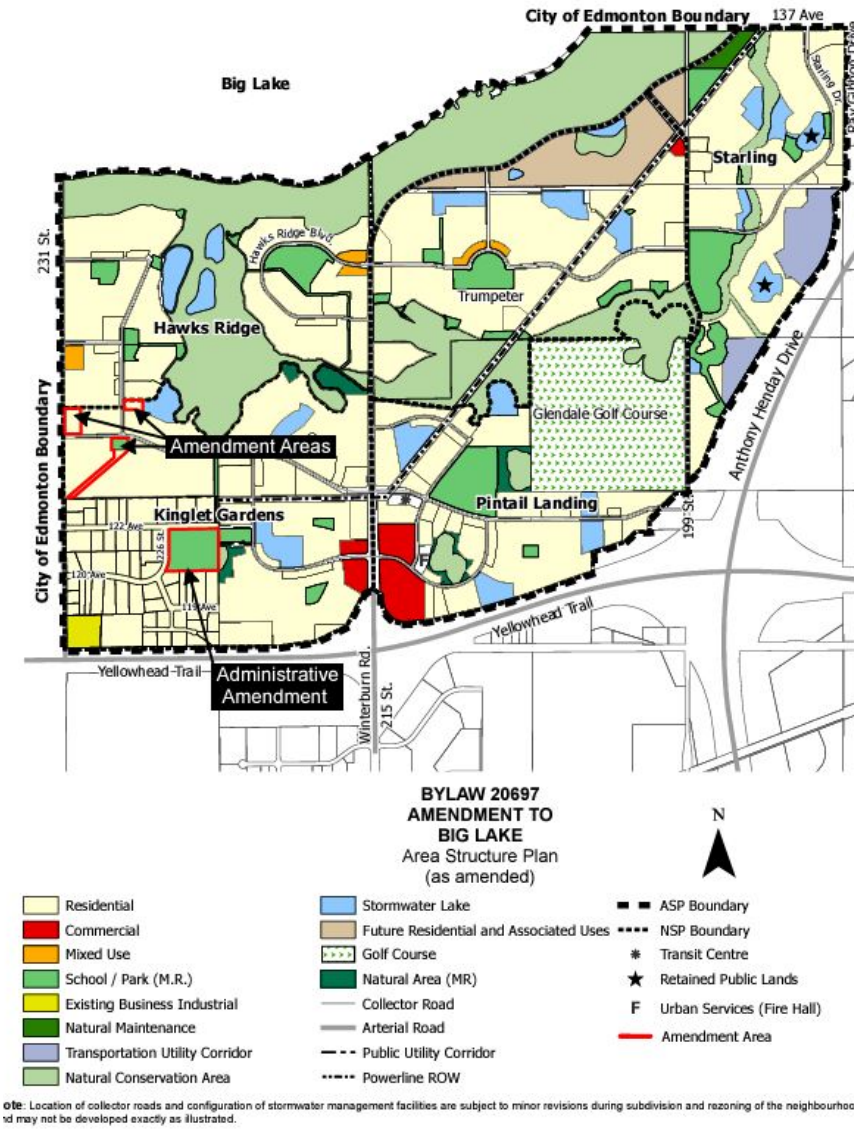 City of Edmonton Boundary
137 Ave
Big Lake
Starling Dr.
Ray Gibbon Drive
Starling
231 St.
Hawks Ridge Blvd.
Trumpeter
Hawks Ridge
Anthony Henday Drive
Glendale Golf Course
City of Edmonton Boundary
Amendment Areas
Pintail Landing
Kinglet Gardens
199 St.
122 Ave
226 St.
F
120 Ave
119 Ave
Yellowhead Trail
Yellowhead Trail
Administrative
Amendment
Winterburn Rd.
215 St.
BYLAW 20697
AMENDMENT TO
BIG LAKE
Area Structure Plan
(as amended)
N
Residential
Commercial
Mixed Use
School / Park (M.R.)
Existing Business Industrial
Natural Maintenance
Transportation Utility Corridor
Natural Conservation Area
Stormwater Lake
Future Residential and Associated Uses
Golf Course
Natural Area (MR)
Collector Road
Arterial Road
Public Utility Corridor
Powerline ROW
ASP Boundary
NSP Boundary
Transit Centre
Retained Public Lands
F Urban Services (Fire Hall)
Amendment Area
ote: Location of collector roads and configuration of stormwater management facilities are subject to minor revisions during subdivision and rezoning of the neighbourhoo
nd may not be developed exactly as illustrated.